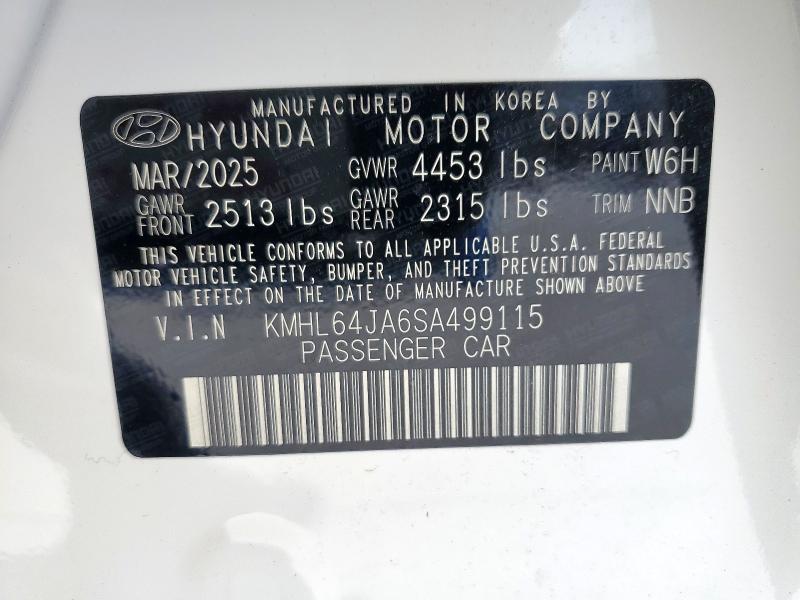 MANUFACTURED IN KOREA BY
HYUNDAI MOTOR COMPANY
MAR/2025 GVWR 4453 lbs PAINT W6H
GAWR FRONT 2513 lbs GAWR REAR 2315 lbs TRIM NNB
THIS VEHICLE CONFORMS TO ALL APPLICABLE U.S.A. FEDERAL
MOTOR VEHICLE SAFETY, BUMPER, AND THEFT PREVENTION STANDARDS
IN EFFECT ON THE DATE OF MANUFACTURE SHOWN ABOVE
V.I.N KMHL64JA6SA499115
PASSENGER CAR